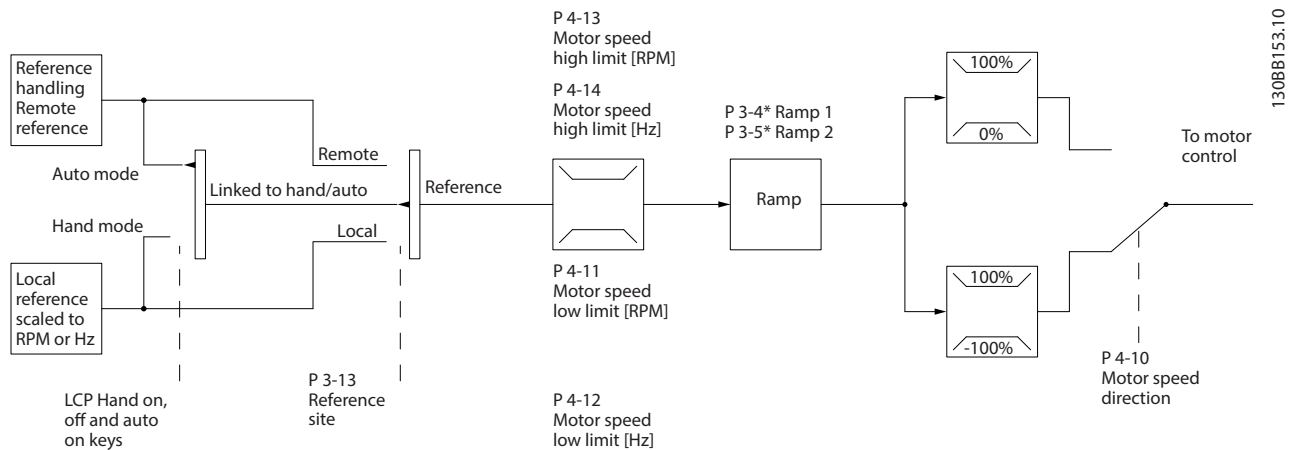 P 4-13
Motor speed
high limit [RPM]
P 4-14
Motor speed
high limit [Hz]
130BB153.10
Reference
handling
Remote
reference
Auto mode
Hand mode
Linked to hand/auto
Remote
Local
Reference
Local
reference
scaled to
RPM or Hz
LCP Hand on,
off and auto
on keys
P 3-13
Reference
site
P 4-11
Motor speed
low limit [RPM]
P 4-12
Motor speed
low limit [Hz]
P 3-4* Ramp 1
P 3-5* Ramp 2
Ramp
100%
0%
100%
-100%
To motor
control
P 4-10
Motor speed
direction